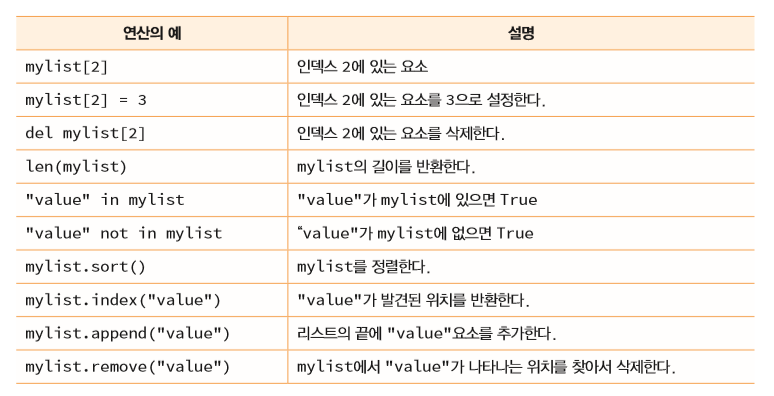 연산의 예 설명
mylist[2] 인덱스 2에 있는 요소
mylist[2] = 3 인덱스 2에 있는 요소를 3으로 설정한다.
del mylist[2] 인덱스 2에 있는 요소를 삭제한다.
len(mylist) mylist의 길이를 반환한다.
"value" in mylist "value"가 mylist에 있으면 True
"value" not in mylist “value"가 mylist에 없으면 True
mylist.sort() mylist를 정렬한다.
mylist.index("value") "value"가 발견된 위치를 반환한다.
mylist.append("value") 리스트의 끝에 "value"요소를 추가한다.
mylist.remove("value") mylist에서 "value"가 나타나는 위치를 찾아서 삭제한다.